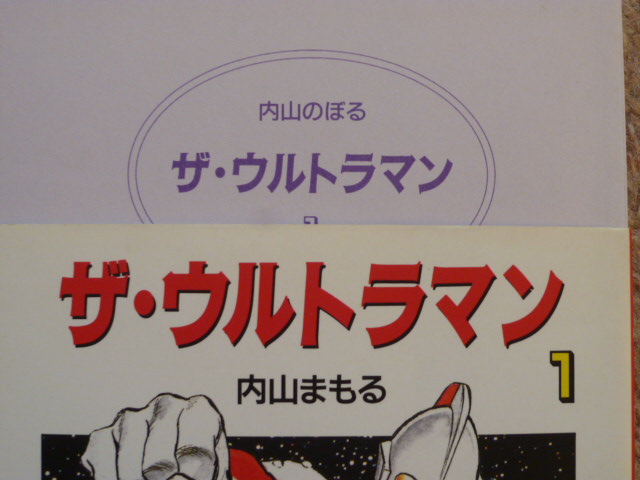 内山のぼる
ザ・ウルトラマン
ザ・ウルトラマン
1
内山まもる